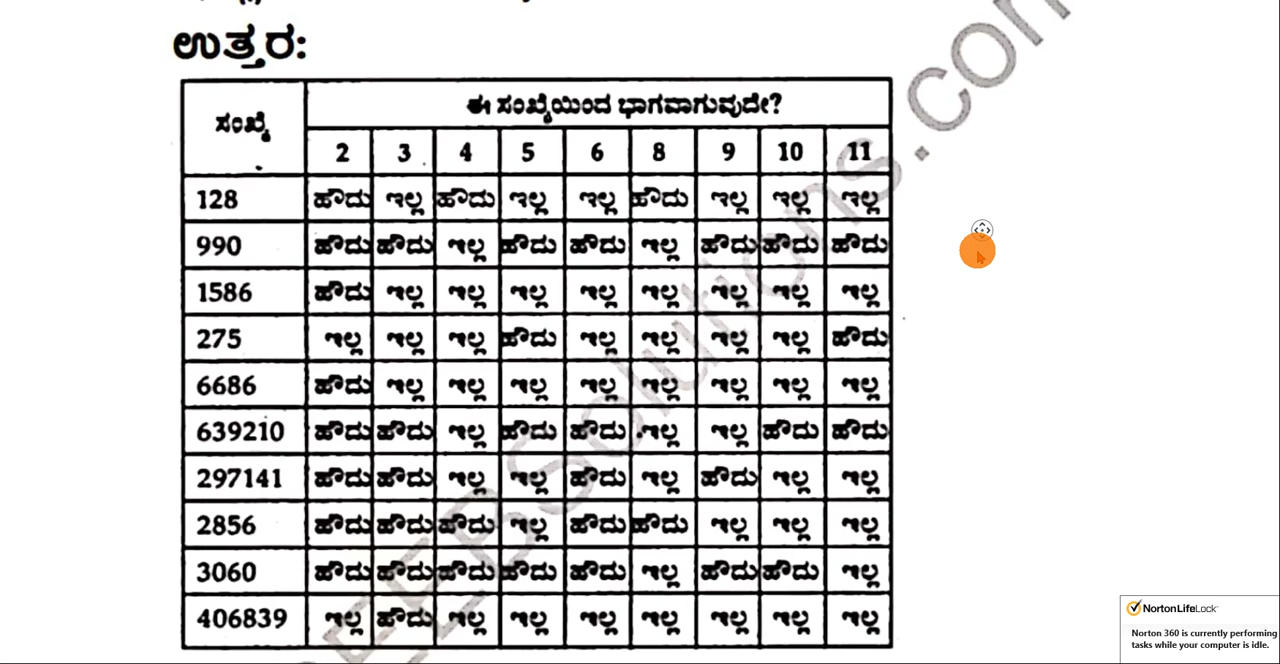 ಉತ್ತರ:
ಸಂಖ್ಯೆ ಈ ಸಂಖ್ಯೆಯಿಂದ ಭಾಗವಾಗುವುದೇ?
2 3 4 5 6 8 9 10 11
128 ಹೌದು ಇಲ್ಲ ಹೌದು ಇಲ್ಲ ಇಲ್ಲ ಹೌದು ಇಲ್ಲ ಇಲ್ಲ ಇಲ್ಲ
990 ಹೌದು ಹೌದು ಇಲ್ಲ ಹೌದು ಹೌದು ಇಲ್ಲ ಹೌದು ಹೌದು ಹೌದು
1586 ಹೌದು ಇಲ್ಲ ಇಲ್ಲ ಇಲ್ಲ ಇಲ್ಲ ಇಲ್ಲ ಇಲ್ಲ ಇಲ್ಲ ಇಲ್ಲ
275 ಇಲ್ಲ ಇಲ್ಲ ಇಲ್ಲ ಹೌದು ಇಲ್ಲ ಇಲ್ಲ ಇಲ್ಲ ಇಲ್ಲ ಹೌದು
6686 ಹೌದು ಇಲ್ಲ ಇಲ್ಲ ಇಲ್ಲ ಇಲ್ಲ ಇಲ್ಲ ಇಲ್ಲ ಇಲ್ಲ ಇಲ್ಲ
639210 ಹೌದು ಹೌದು ಇಲ್ಲ ಹೌದು ಹೌದು ಇಲ್ಲ ಇಲ್ಲ ಹೌದು ಹೌದು
297141 ಹೌದು ಹೌದು ಇಲ್ಲ ಇಲ್ಲ ಹೌದು ಇಲ್ಲ ಹೌದು ಇಲ್ಲ ಇಲ್ಲ
2856 ಹೌದು ಹೌದು ಹೌದು ಇಲ್ಲ ಹೌದು ಹೌದು ಇಲ್ಲ ಇಲ್ಲ ಇಲ್ಲ
3060 ಹೌದು ಹೌದು ಹೌದು ಹೌದು ಹೌದು ಇಲ್ಲ ಹೌದು ಹೌದು ಇಲ್ಲ
406839 ಇಲ್ಲ ಹೌದು ಇಲ್ಲ ಇಲ್ಲ ಇಲ್ಲ ಇಲ್ಲ ಇಲ್ಲ ಇಲ್ಲ ಇಲ್ಲ
EEBSolutions.com
NortonLifeLock
Norton 360 is currently performing
tasks while your computer is idle.